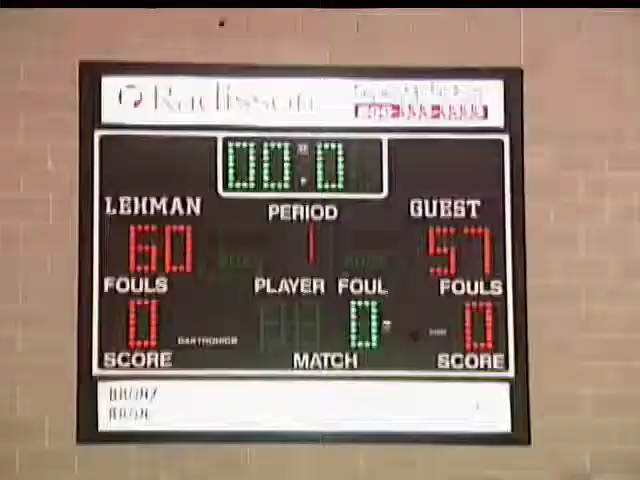 Radisson
00:0
LEHMAN PERIOD GUEST
60 1 57
FOULS PLAYER FOUL FOULS
0 0 0
DAKTRONICS
SCORE MATCH SCORE